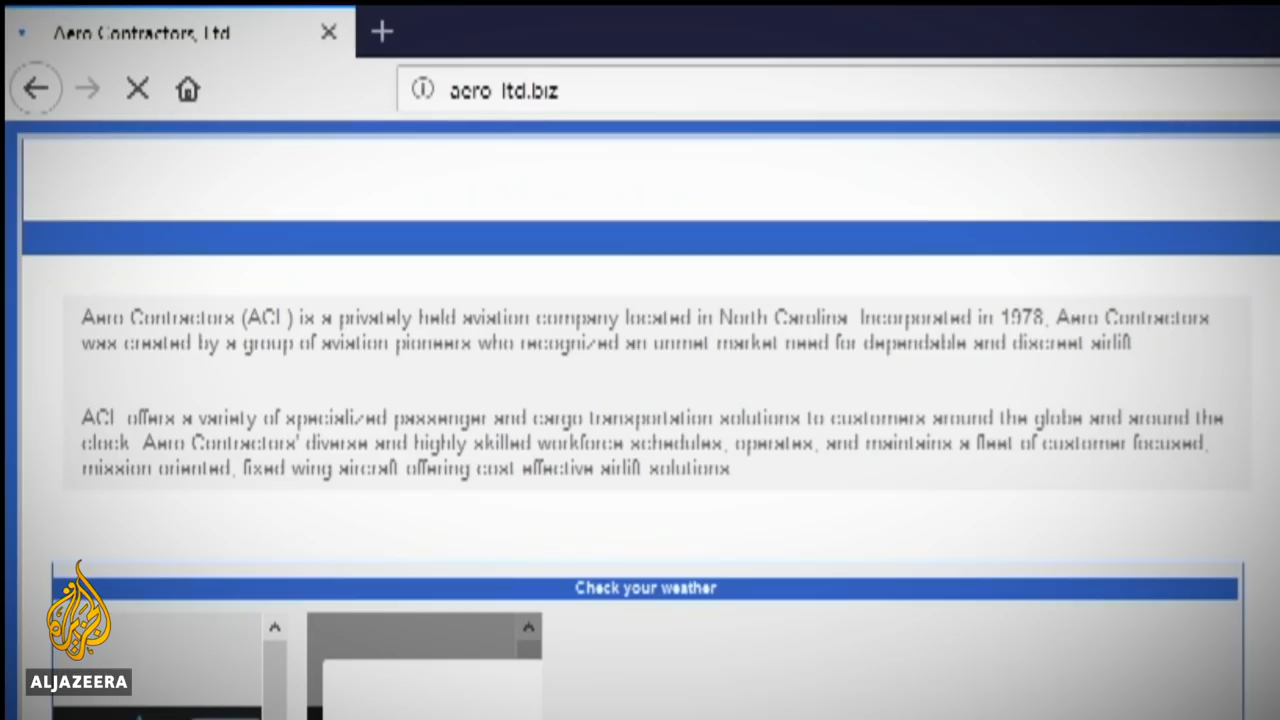 Aero Contractors, Ltd
aero ltd.biz
Aero Contractors (ACL) is a privately held aviation company located in North Carolina. Incorporated in 1978, Aero Contractors
was created by a group of aviation pioneers who recognized an unmet market need for dependable and discreet airlift
ACL offers a variety of specialized passenger and cargo transportation solutions to customers around the globe and around the
clock. Aero Contractors' diverse and highly skilled workforce schedules, operates, and maintains a fleet of customer focused,
mission oriented, fixed wing aircraft offering cost effective airlift solutions
Check your weather
الجزيرة
ALJAZEERA